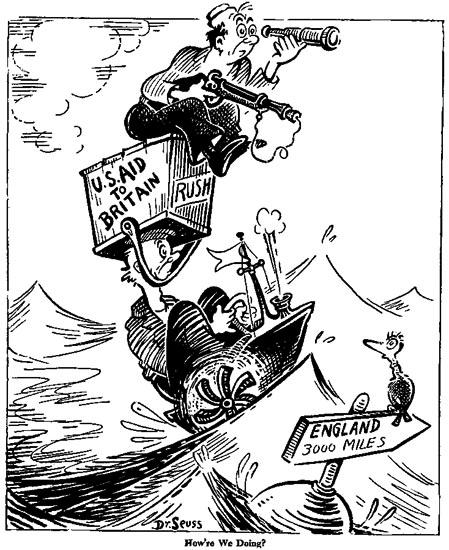 U.S. AID
TO
BRITAIN
RUSH
ENGLAND
3000 MILES
Dr. Seuss
How're We Doing?